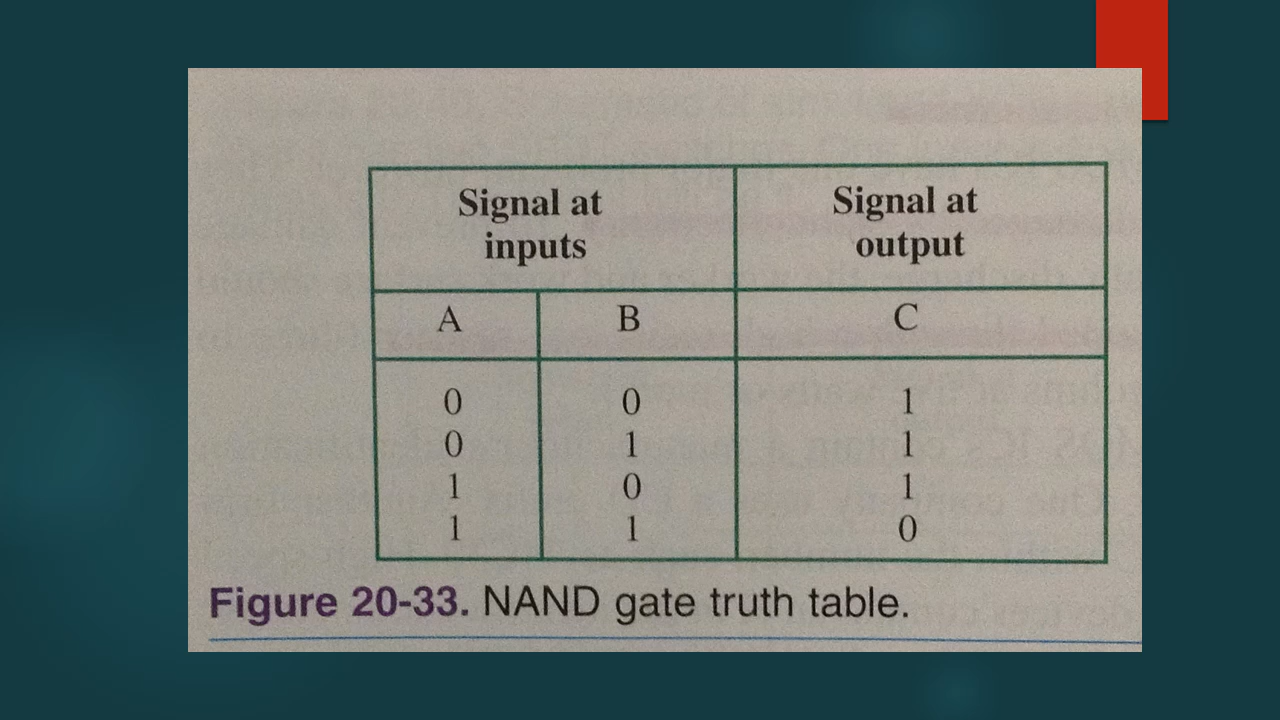 Signal at
inputs
Signal at
output
A B C
0 0 1
0 1 1
1 0 1
1 1 0
Figure 20-33. NAND gate truth table.